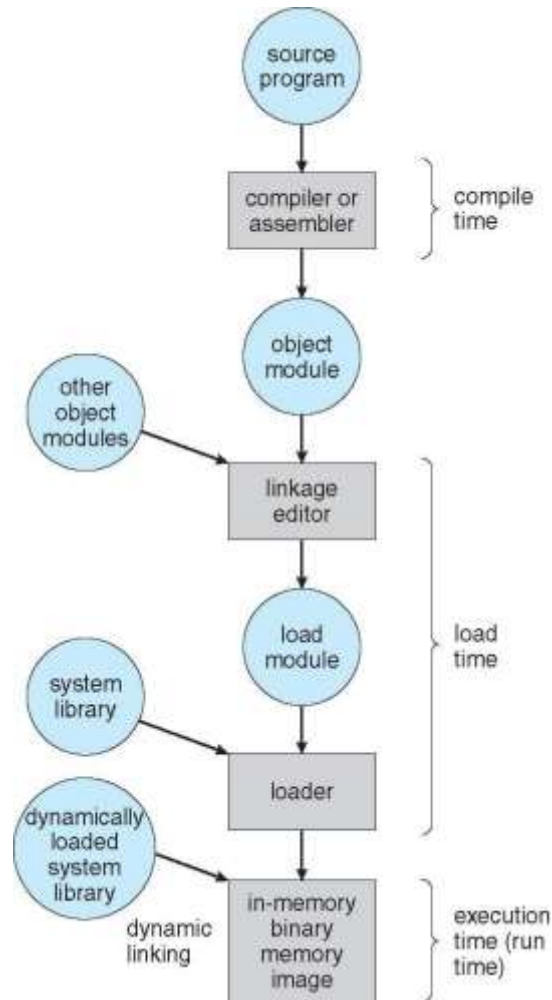 source
program
compiler or
assembler
compile
time
object
module
other
object
modules
linkage
editor
load
module
load
time
system
library
loader
dynamically
loaded
system
library
dynamic
linking
in-memory
binary
memory
image
execution
time (run
time)